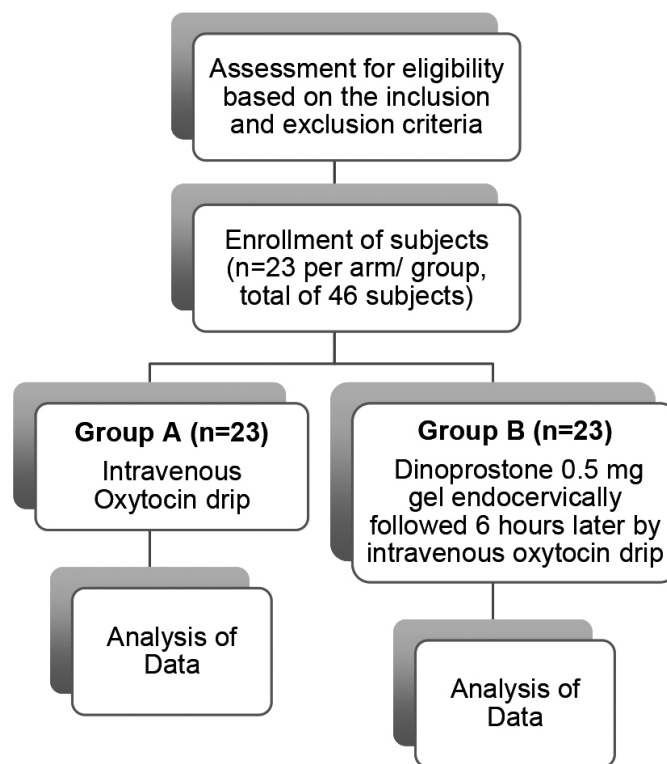 Assessment for eligibility
based on the inclusion
and exclusion criteria
Enrollment of subjects
(n=23 per arm/ group,
total of 46 subjects)
Group A (n=23)
Intravenous
Oxytocin drip
Group B (n=23)
Dinoprostone 0.5 mg
gel endocervically
followed 6 hours later by
intravenous oxytocin drip
Analysis of
Data
Analysis of
Data